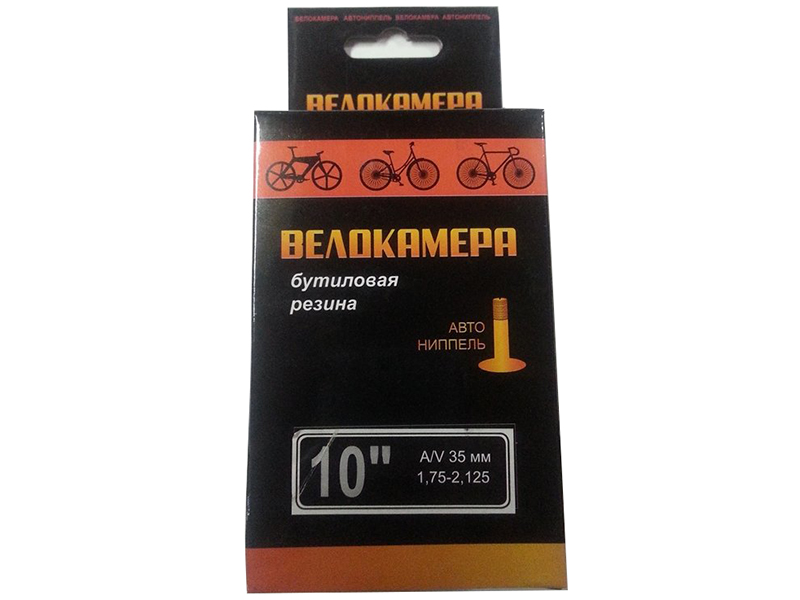 ВЕЛОКАМЕРА АВТОНИППЕЛЬ ВЕЛОКАМЕРА АВТОНИППЕЛЬ
ВЕЛОКАМЕРА
ВЕЛОКАМЕРА
бутиловая
резина
АВТО
НИППЕЛЬ
10"
A/V 35 мм
1,75-2,125